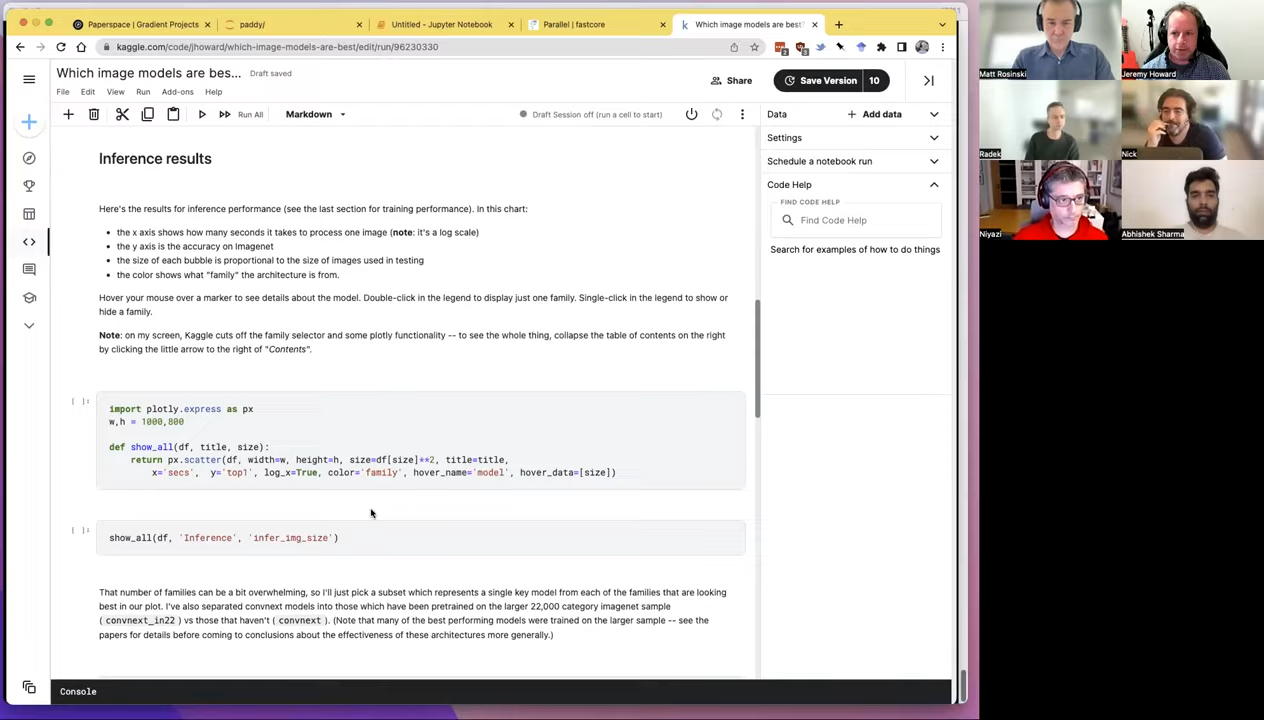 Paperspace | Gradient Projects
paddy/
Untitled - Jupyter Notebook
Parallel | fastcore
Which image models are best?
kaggle.com/code/jhoward/which-image-models-are-best/edit/run/96230330
Which image models are bes...
Draft saved
Share
Save Version
10
File
Edit
View
Run
Add-ons
Help
Run All
Markdown
Draft Session off (run a cell to start)
Data
Add data
Settings
Schedule a notebook run
Code Help
FIND CODE HELP
Find Code Help
Search for examples of how to do things
Inference results
Here's the results for inference performance (see the last section for training performance). In this chart:
the x axis shows how many seconds it takes to process one image (note: it's a log scale)
the y axis is the accuracy on Imagenet
the size of each bubble is proportional to the size of images used in testing
the color shows what "family" the architecture is from.
Hover your mouse over a marker to see details about the model. Double-click in the legend to display just one family. Single-click in the legend to show or
hide a family.
Note: on my screen, Kaggle cuts off the family selector and some plotly functionality -- to see the whole thing, collapse the table of contents on the right
by clicking the little arrow to the right of "Contents".
[ ]:
import plotly.express as px
w,h = 1000,800
def show_all(df, title, size):
return px.scatter(df, width=w, height=h, size=df[size]**2, title=title,
x='secs', y='top1', log_x=True, color='family', hover_name='model', hover_data=[size])
[ ]:
show_all(df, 'Inference', 'infer_img_size')
That number of families can be a bit overwhelming, so I'll just pick a subset which represents a single key model from each of the families that are looking
best in our plot. I've also separated convnext models into those which have been pretrained on the larger 22,000 category imagenet sample
(convnext_in22) vs those that haven't (convnext). (Note that many of the best performing models were trained on the larger sample -- see the
papers for details before coming to conclusions about the effectiveness of these architectures more generally.)
Console
Matt Rosinski
Jeremy Howard
Radek
Nick
Niyazi
Abhishek Sharma